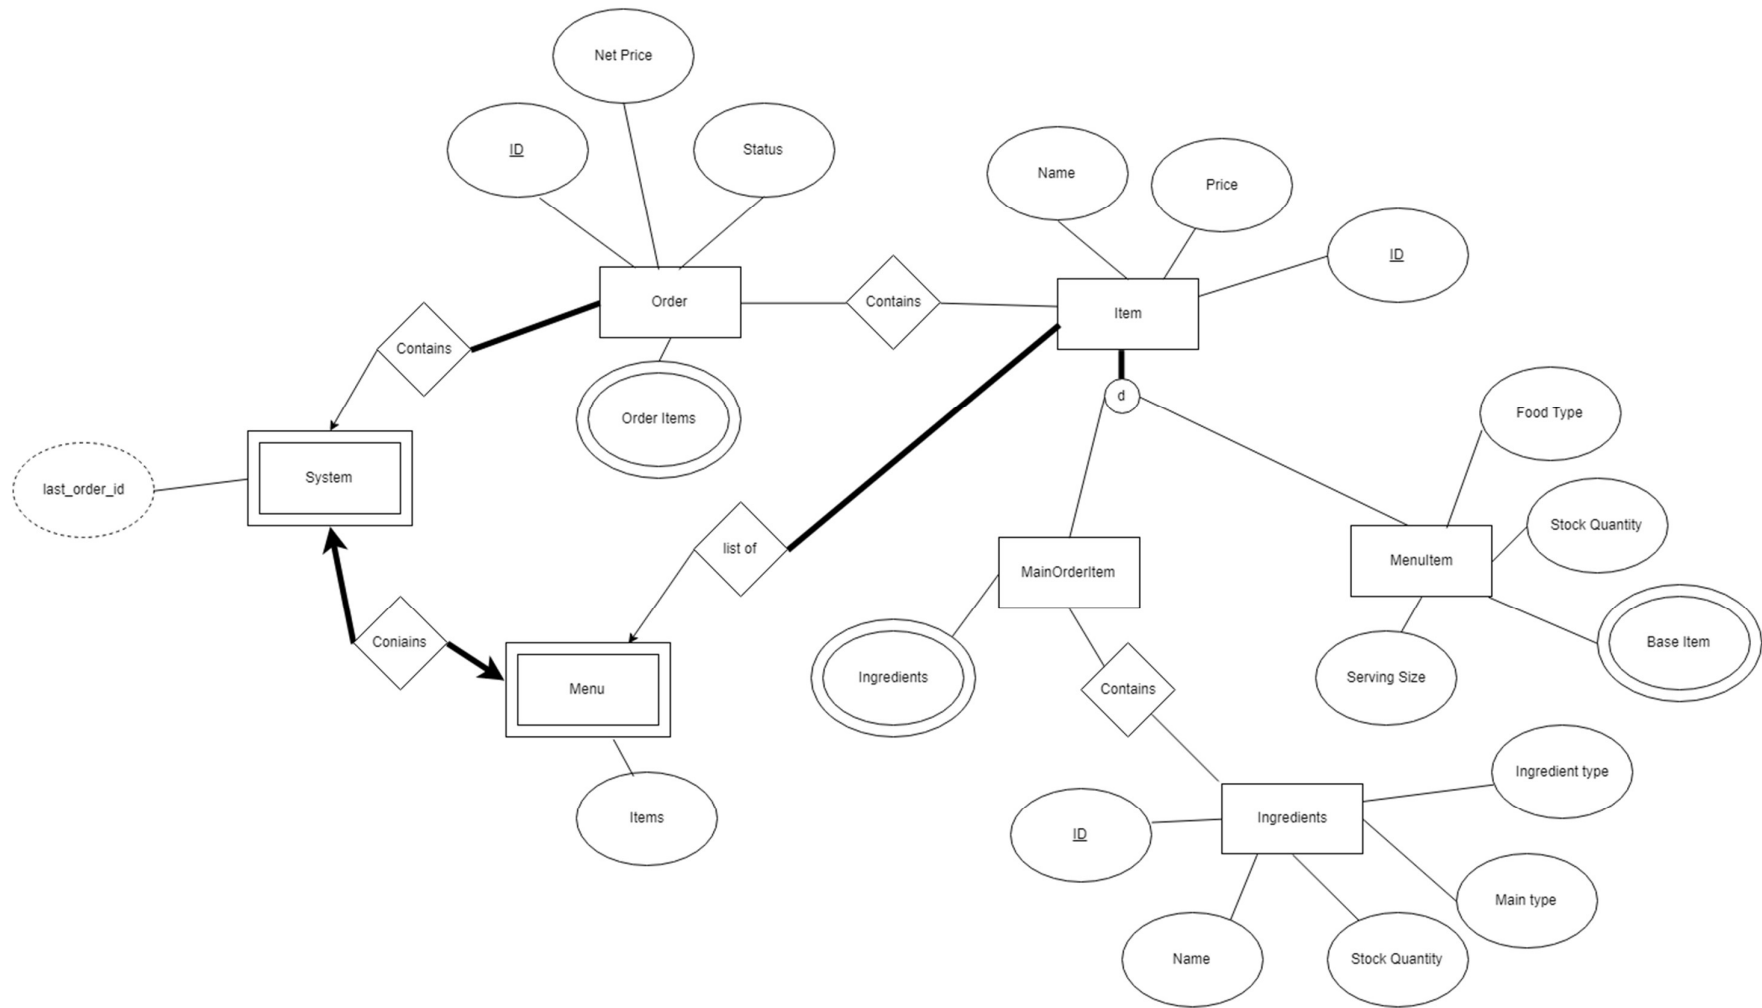 Net Price
ID
Status
Name
Price
ID
Order
Contains
Item
Contains
d
Order Items
Food Type
System
last_order_id
list of
Stock Quantity
MainOrderItem
MenuItem
Coniains
Base Item
Menu
Ingredients
Contains
Serving Size
Items
Ingredient type
Ingredients
ID
Main type
Name
Stock Quantity